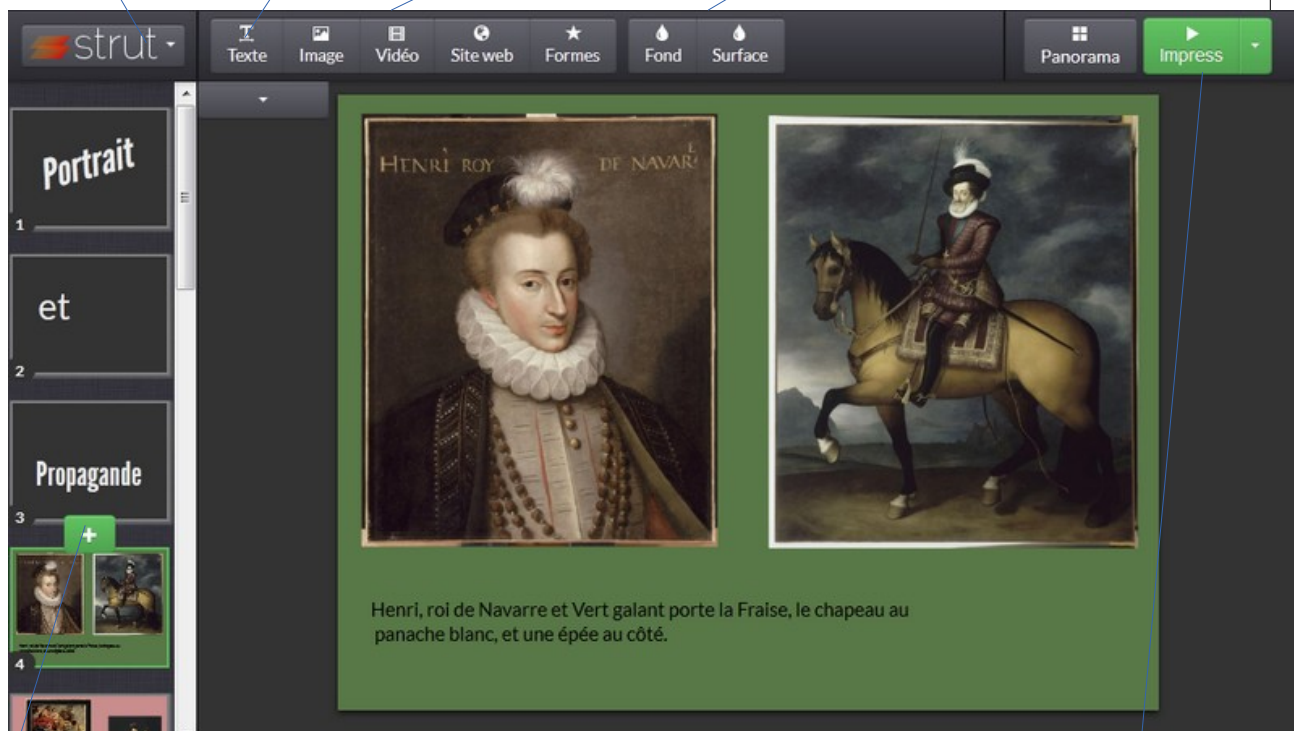 strut
Texte
Image
Vidéo
Site web
Formes
Fond
Surface
Panorama
Impress
Portrait
1
et
2
Propagande
3
4
HENRI ROY DE NAVARE
Henri, roi de Navarre et Vert galant porte la Fraise, le chapeau au
panache blanc, et une épée au côté.